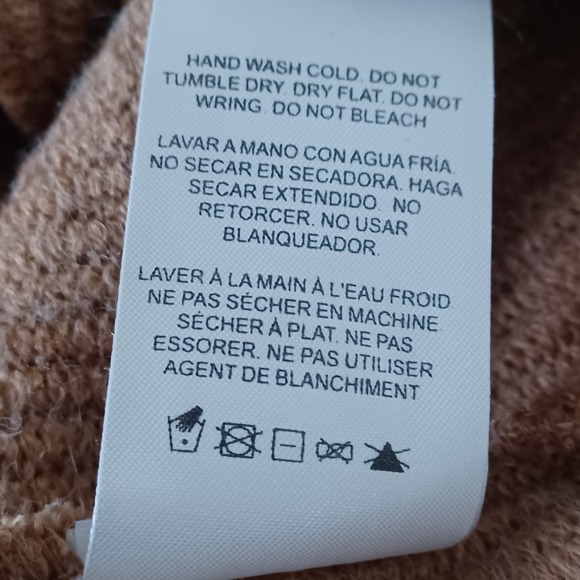 HAND WASH COLD. DO NOT
TUMBLE DRY. DRY FLAT. DO NOT
WRING. DO NOT BLEACH
LAVAR A MANO CON AGUA FRÍA.
NO SECAR EN SECADORA. HAGA
SECAR EXTENDIDO. NO
RETORCER. NO USAR
BLANQUEADOR.
LAVER À LA MAIN À L'EAU FROID
NE PAS SÉCHER EN MACHINE
SÉCHER À PLAT. NE PAS
ESSORER. NE PAS UTILISER
AGENT DE BLANCHIMENT